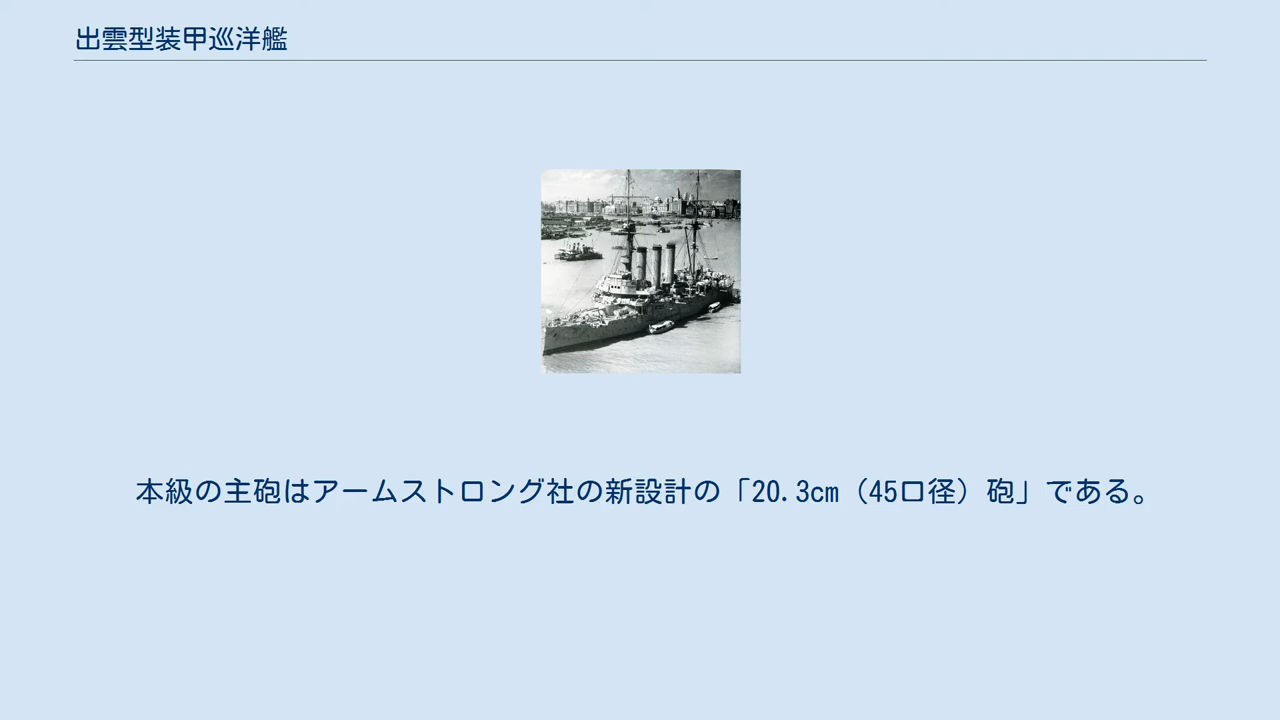 出雲型装甲巡洋艦
本級の主砲はアームストロング社の新設計の「20.3cm（45口径）砲」である。